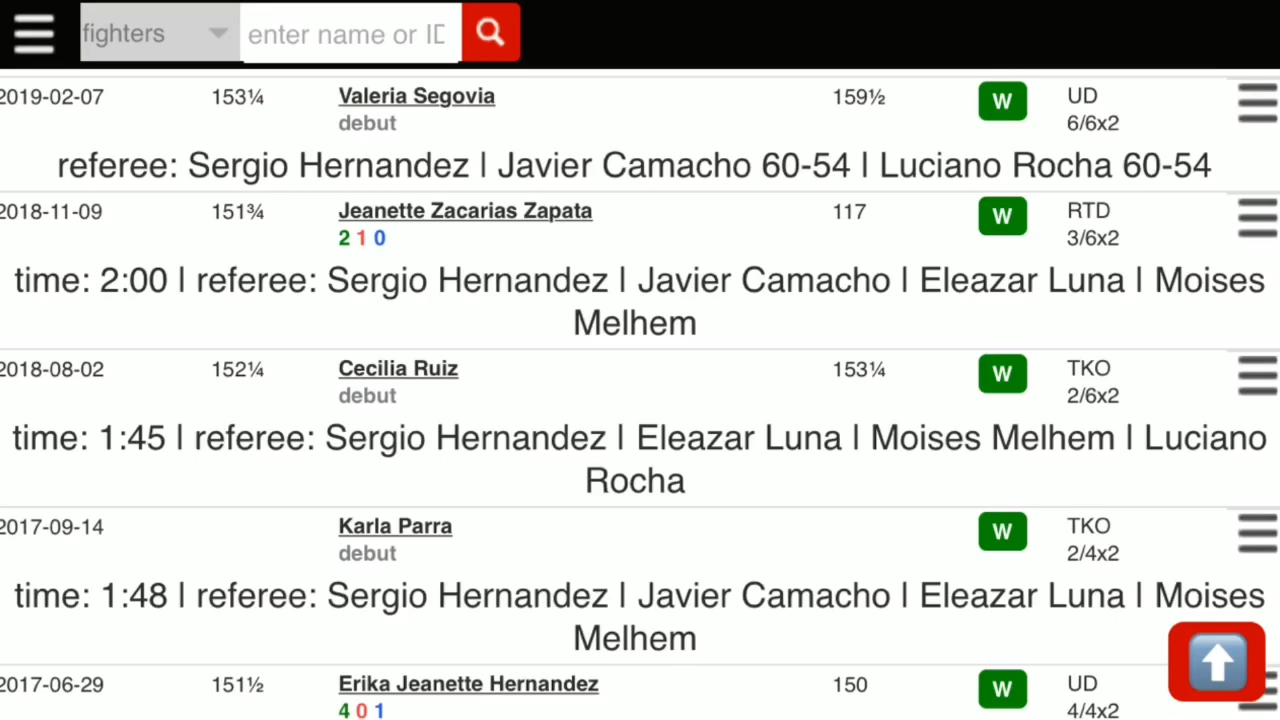 fighters enter name or ID
2019-02-07 153¼ Valeria Segovia 159½ W UD
debut 6/6x2
referee: Sergio Hernandez | Javier Camacho 60-54 | Luciano Rocha 60-54
2018-11-09 151¾ Jeanette Zacarias Zapata 117 W RTD
2 1 0 3/6x2
time: 2:00 | referee: Sergio Hernandez | Javier Camacho | Eleazar Luna | Moises
Melhem
2018-08-02 152¼ Cecilia Ruiz 153¼ W TKO
debut 2/6x2
time: 1:45 | referee: Sergio Hernandez | Eleazar Luna | Moises Melhem | Luciano
Rocha
2017-09-14 Karla Parra W TKO
debut 2/4x2
time: 1:48 | referee: Sergio Hernandez | Javier Camacho | Eleazar Luna | Moises
Melhem
2017-06-29 151½ Erika Jeanette Hernandez 150 W UD
4 0 1 4/4x2